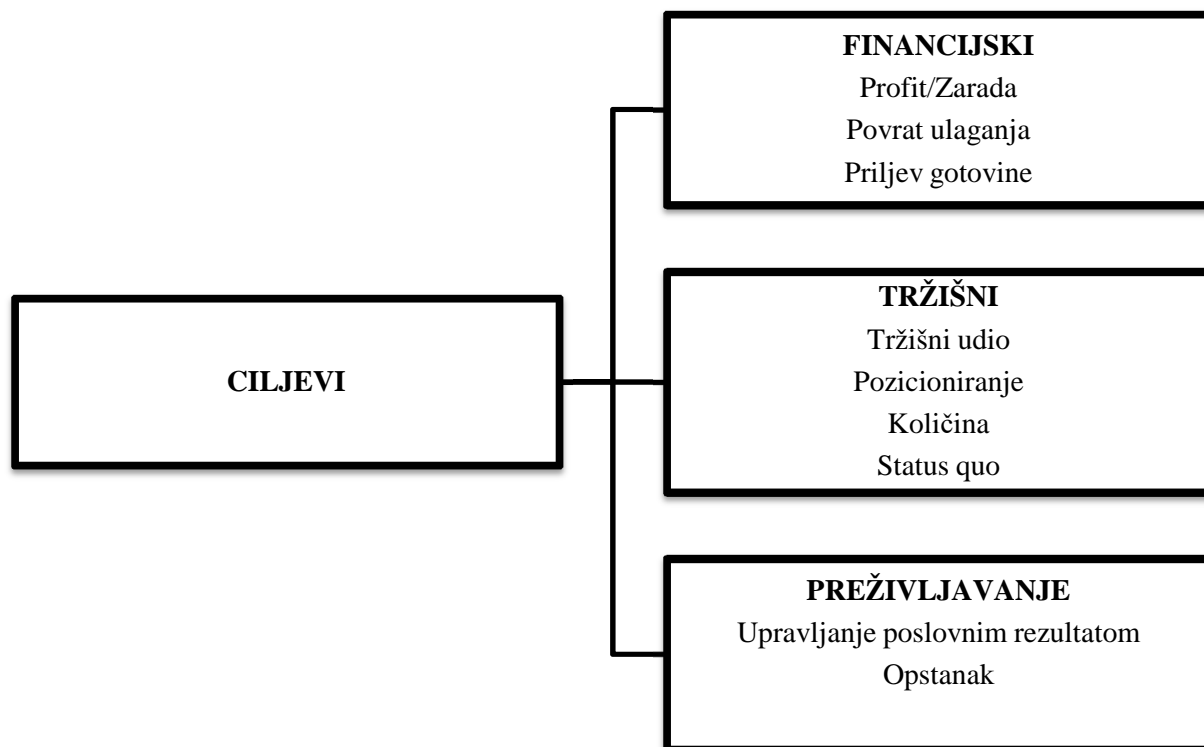 FINANCIJSKI
Profit/Zarada
Povrat ulaganja
Priljev gotovine
CILJEVI
TRŽIŠNI
Tržišni udio
Pozicioniranje
Količina
Status quo
PREŽIVLJAVANJE
Upravljanje poslovnim rezultatom
Opstanak